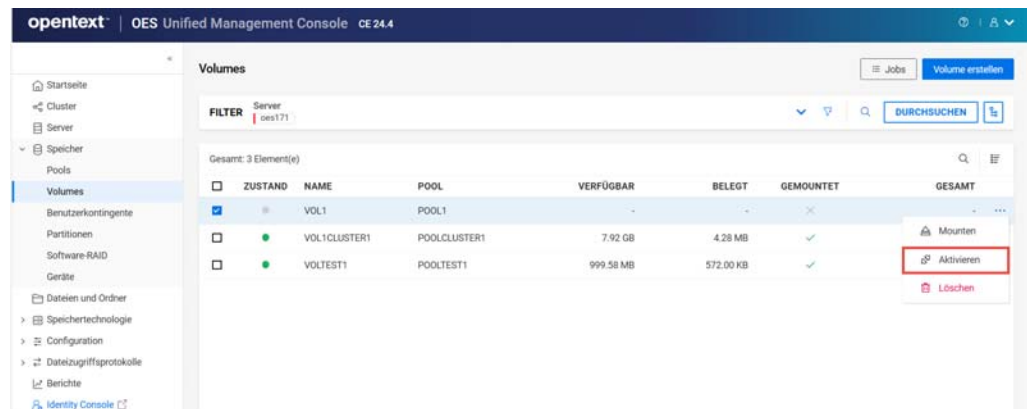 opentext™ | OES Unified Management Console CE 24.4
Startseite
Cluster
Server
Speicher
Pools
Volumes
Benutzerkontingente
Partitionen
Software-RAID
Geräte
Dateien und Ordner
Speichertechnologie
Configuration
Dateizugriffsprotokolle
Berichte
Identity Console
Volumes
Jobs
Volume erstellen
FILTER Server
oes171
DURCHSUCHEN
Gesamt: 3 Element(e)
ZUSTAND NAME POOL VERFÜGBAR BELEGT GEMOUNTET GESAMT
VOL1 POOL1 - - -
VOL1CLUSTER1 POOLCLUSTER1 7.92 GB 4.28 MB
VOLTEST1 POOLTEST1 999.58 MB 572.00 KB
Mounten
Aktivieren
Löschen